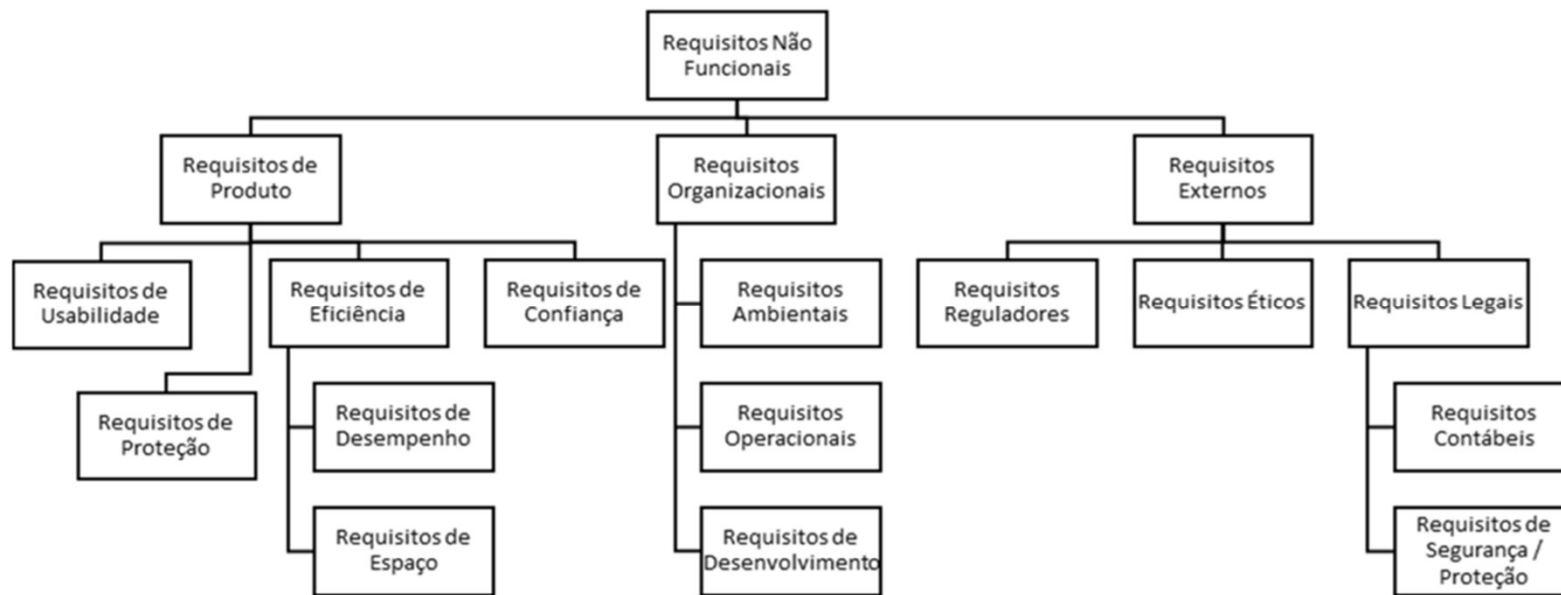 Requisitos Não
Funcionais
Requisitos de
Produto
Requisitos
Organizacionais
Requisitos
Externos
Requisitos de
Usabilidade
Requisitos de
Eficiência
Requisitos de
Confiança
Requisitos
Ambientais
Requisitos
Reguladores
Requisitos Éticos
Requisitos Legais
Requisitos de
Proteção
Requisitos de
Desempenho
Requisitos
Operacionais
Requisitos
Contábeis
Requisitos de
Espaço
Requisitos de
Desenvolvimento
Requisitos de
Segurança /
Proteção